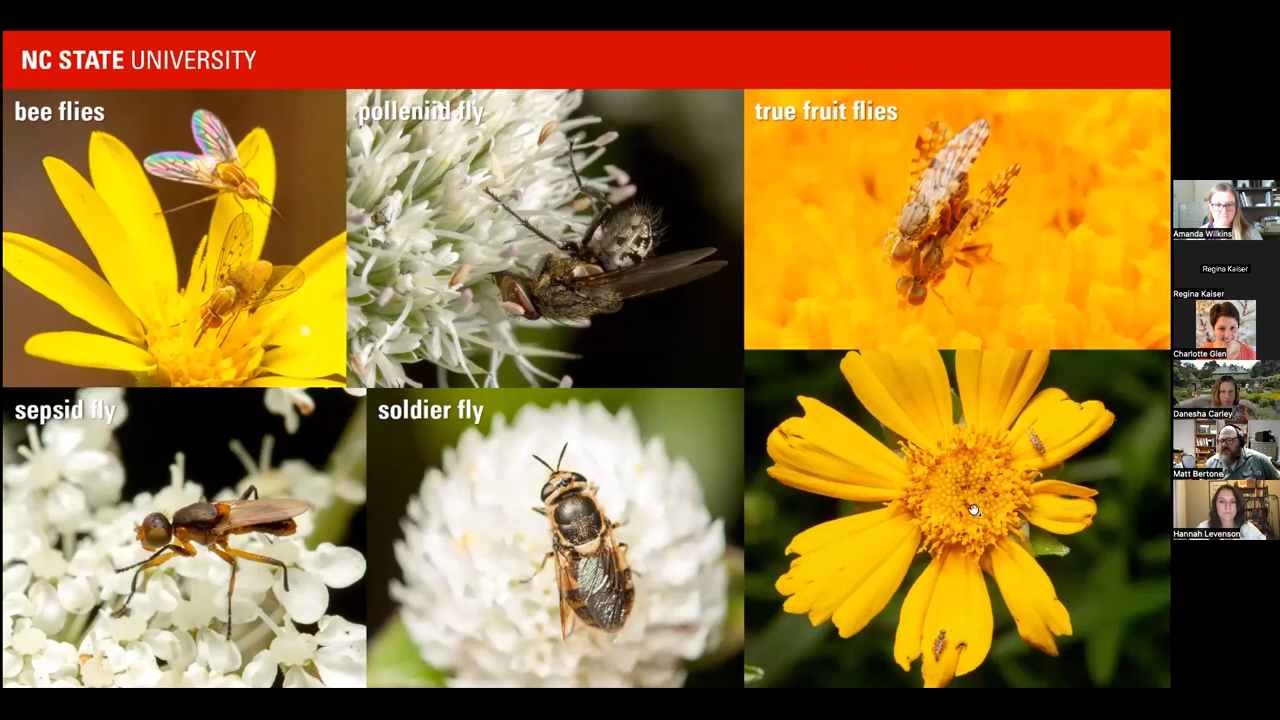 NC STATE UNIVERSITY
bee flies
polleniid fly
true fruit flies
sepsid fly
soldier fly
Amanda Wilkins
Regina Kaiser
Regina Kaiser
Charlotte Glen
Danesha Carley
Matt Bertone
Hannah Levenson